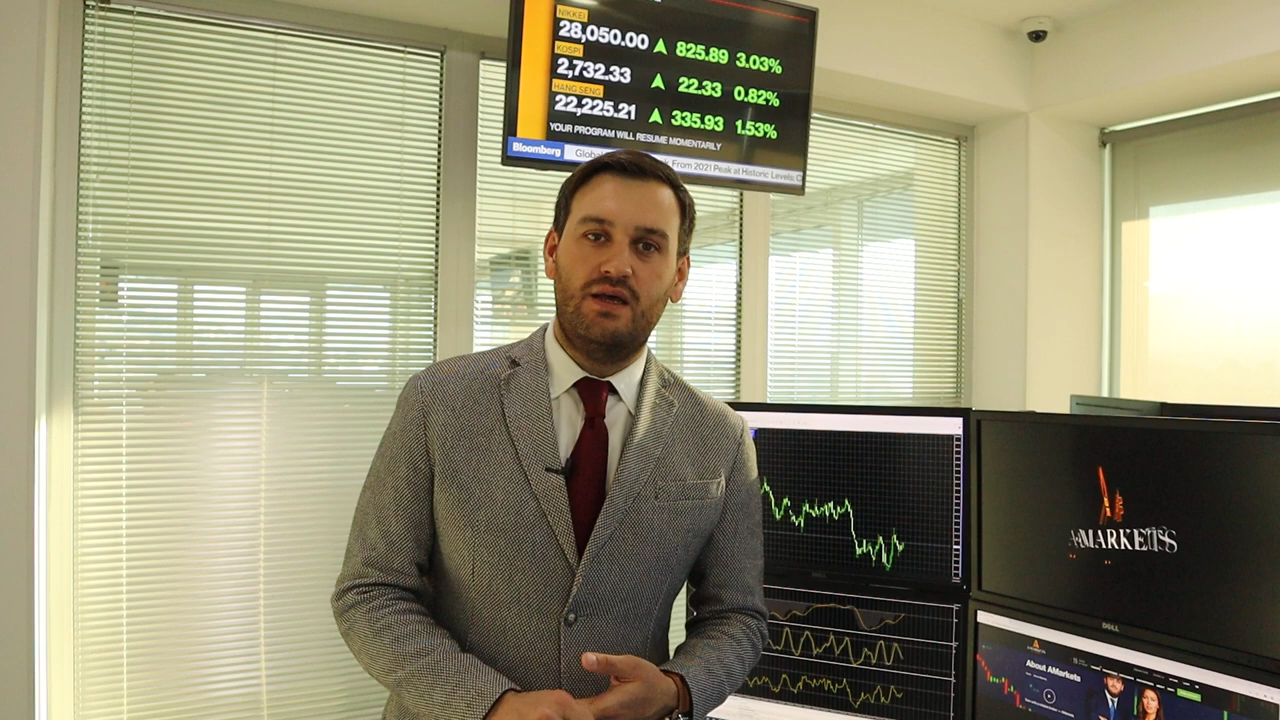 NIKKEI
28,050.00 ▲ 825.89 3.03%
KOSPI
2,732.33 ▲ 22.33 0.82%
HANG SENG
22,225.21 ▲ 335.93 1.53%
YOUR PROGRAM WILL RESUME MOMENTARILY
Bloomberg
From 2021 Peak at Historic Levels:
AMARKETS
DELL
About AMarkets